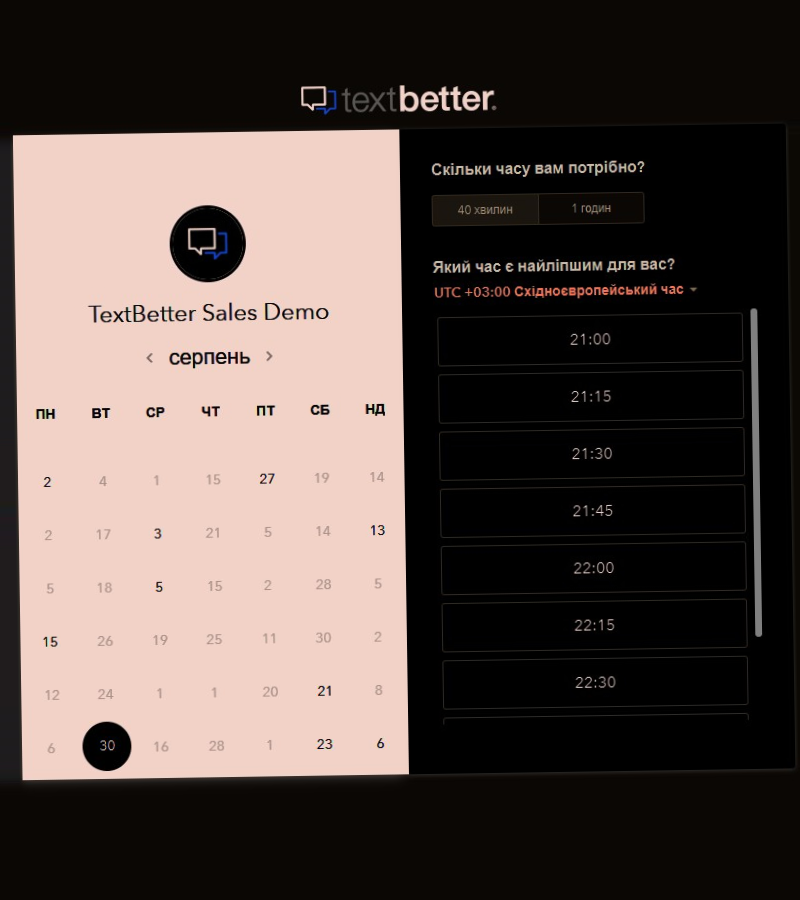 textbetter.
TextBetter Sales Demo
серпень
ПН ВТ СР ЧТ ПТ СБ НД
2 4 1 15 27 19 14
2 17 3 21 5 14 13
5 18 5 15 2 28 5
15 26 19 25 11 30 2
12 24 1 1 20 21 8
6 30 16 28 1 23 6
Скільки часу вам потрібно?
40 хвилин 1 годин
Який час є найліпшим для вас?
UTC +03:00 Східноєвропейський час
21:00
21:15
21:30
21:45
22:00
22:15
22:30